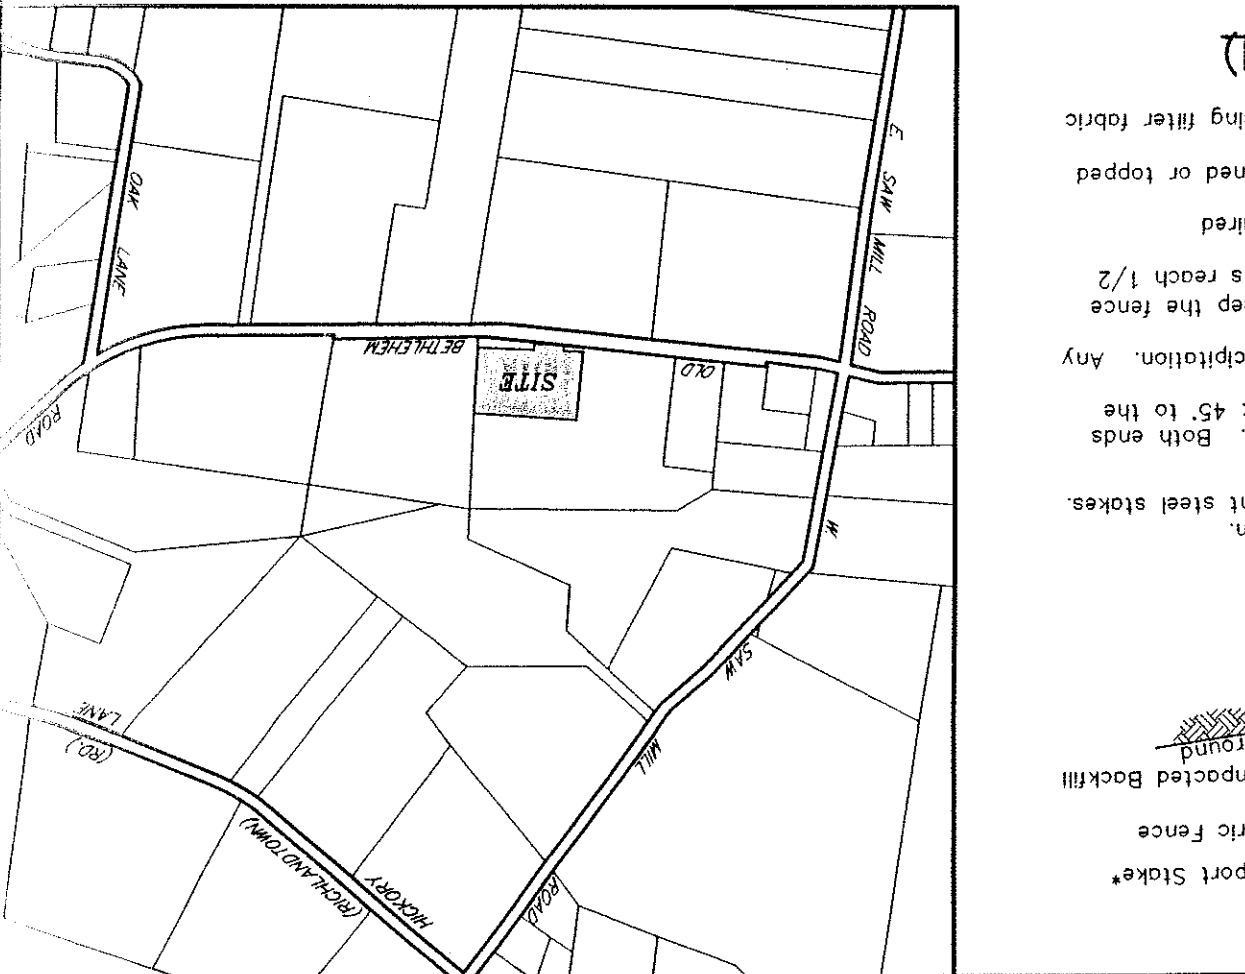 port Stake*
ric Fence
mpacted Backfill
round
n.
nt steel stakes.
. Both ends
t 45° to the
cipitation. Any
eep the fence
s reach 1/2
ired
ned or topped
ing filter fabric
HICKORY LANE
(RICHLANDTOWN) (RD.)
W. SAW MILL ROAD
OLD BETHLEHEM ROAD
SITE
E. SAW MILL ROAD
OAK LANE